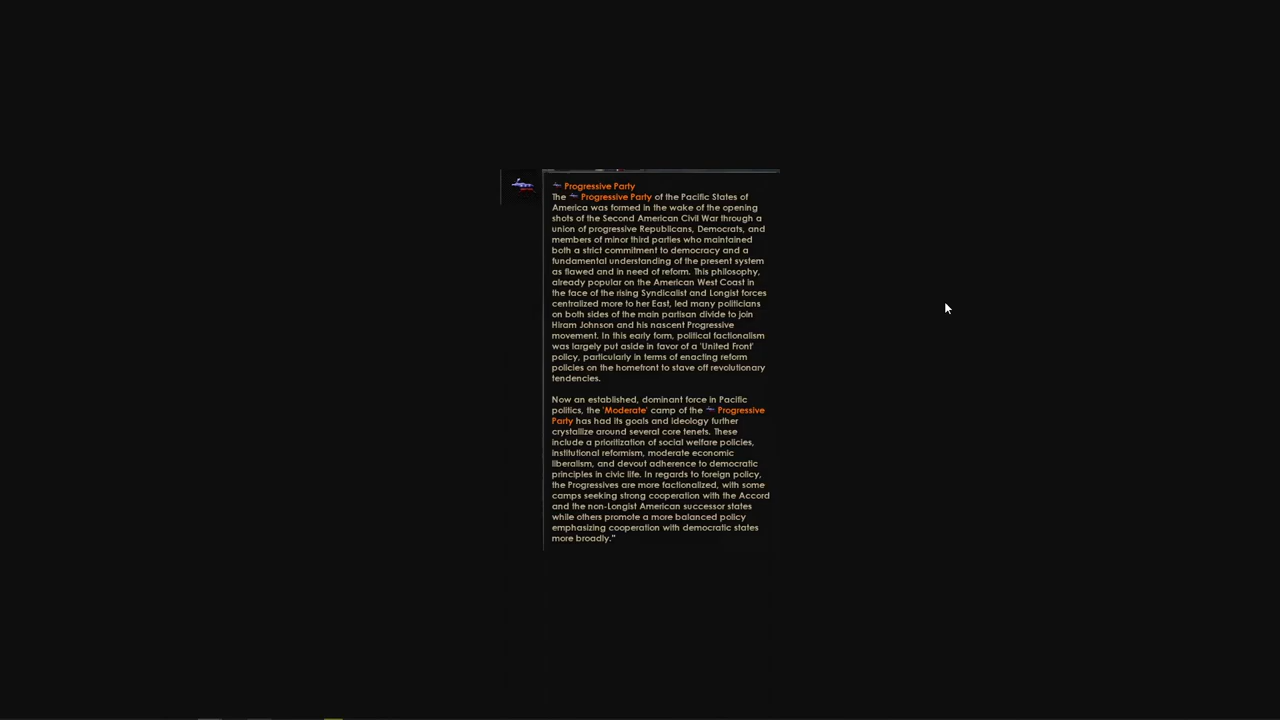 Progressive Party
The Progressive Party of the Pacific States of
America was formed in the wake of the opening
shots of the Second American Civil War through a
union of progressive Republicans, Democrats, and
members of minor third parties who maintained
both a strict commitment to democracy and a
fundamental understanding of the present system
as flawed and in need of reform. This philosophy,
already popular on the American West Coast in
the face of the rising Syndicalist and Longist forces
centralized more to her East, led many politicians
on both sides of the main partisan divide to join
Hiram Johnson and his nascent Progressive
movement. In this early form, political factionalism
was largely put aside in favor of a 'United Front'
policy, particularly in terms of enacting reform
policies on the homefront to stave off revolutionary
tendencies.
Now an established, dominant force in Pacific
politics, the 'Moderate' camp of the Progressive
Party has had its goals and ideology further
crystallize around several core tenets. These
include a prioritization of social welfare policies,
institutional reformism, moderate economic
liberalism, and devout adherence to democratic
principles in civic life. In regards to foreign policy,
the Progressives are more factionalized, with some
camps seeking strong cooperation with the Accord
and the non-Longist American successor states
while others promote a more balanced policy
emphasizing cooperation with democratic states
more broadly."